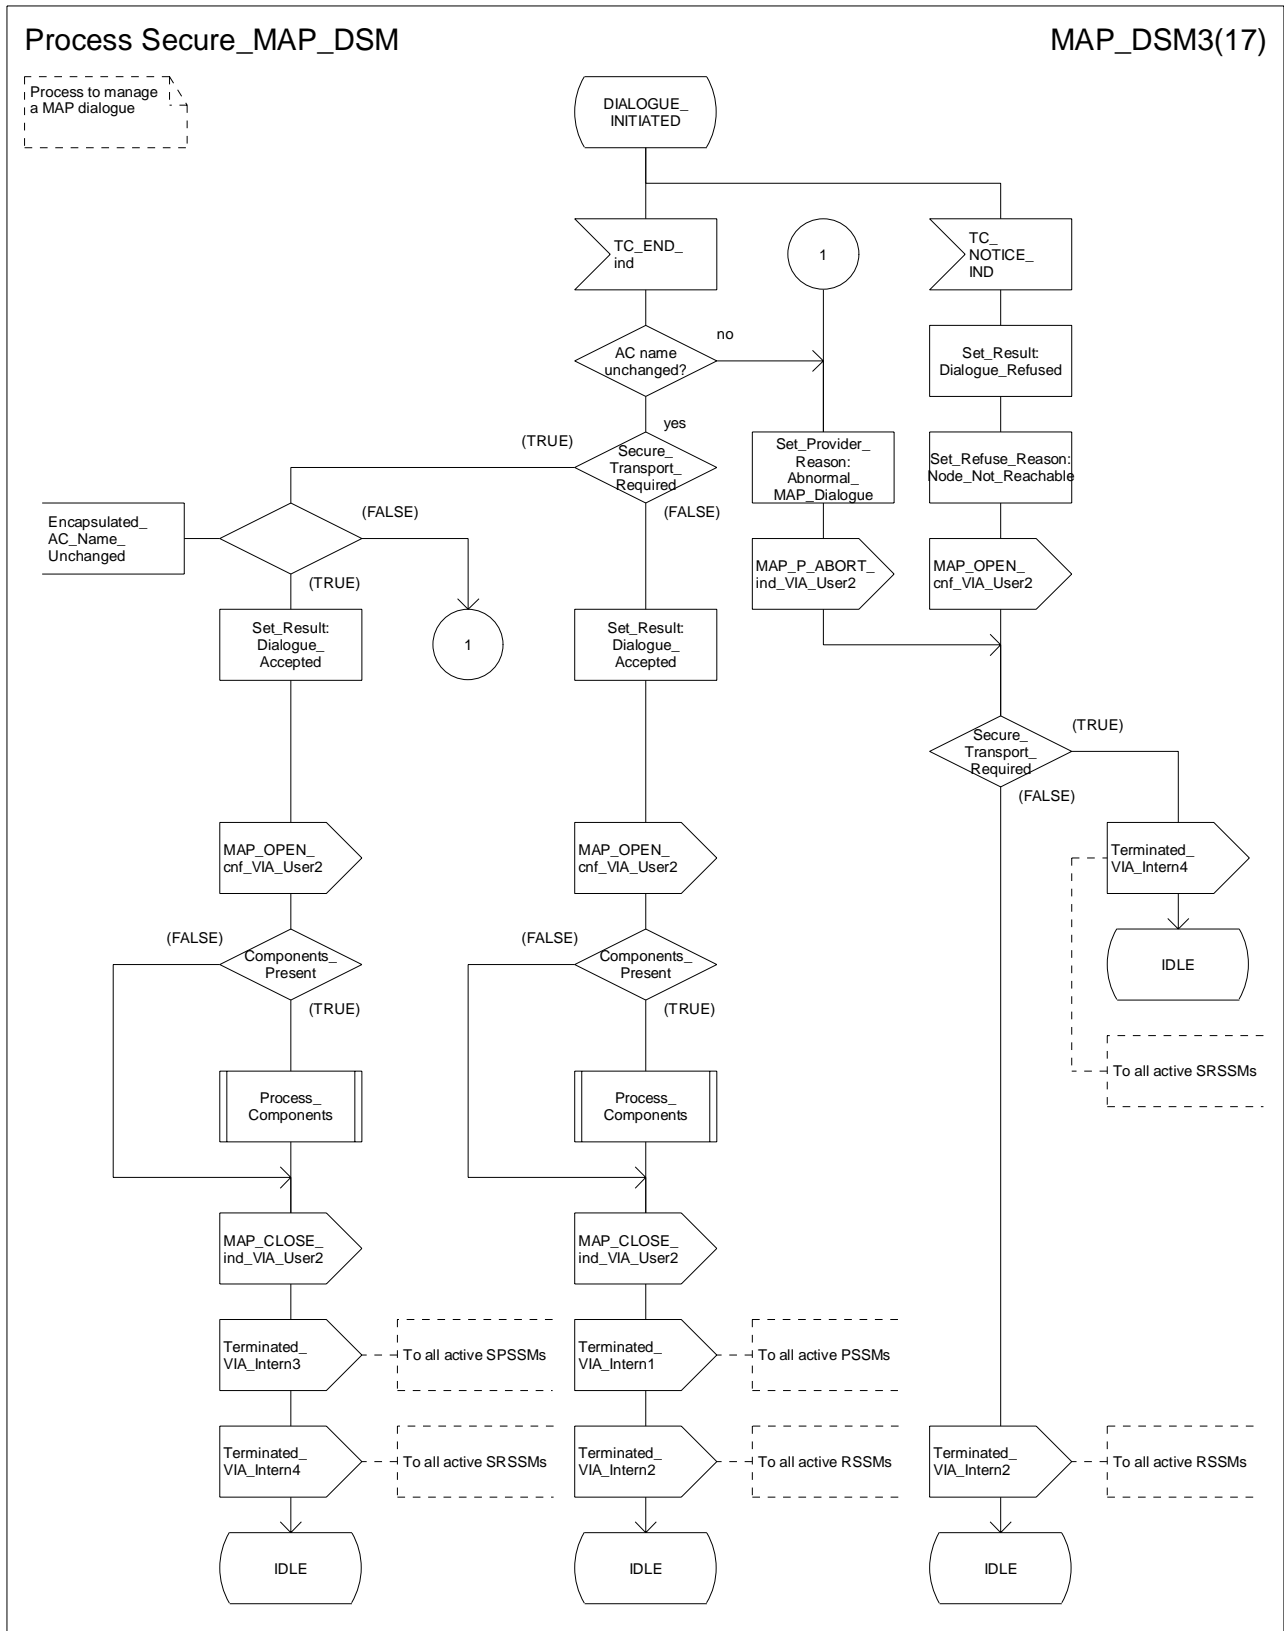 Process Secure_MAP_DSM
MAP_DSM3(17)
Process to manage
a MAP dialogue
DIALOGUE_
INITIATED
TC_END_
ind
1
TC_
NOTICE_
IND
AC name
unchanged?
no
yes
Set_Result:
Dialogue_Refused
(TRUE)
Secure_
Transport_
Required
(FALSE)
Set_Provider_
Reason:
Abnormal_
MAP_Dialogue
Set_Refuse_Reason:
Node_Not_Reachable
Encapsulated_
AC_Name_
Unchanged
(FALSE)
(TRUE)
MAP_P_ABORT_
ind_VIA_User2
MAP_OPEN_
cnf_VIA_User2
Set_Result:
Dialogue_
Accepted
1
Set_Result:
Dialogue_
Accepted
Secure_
Transport_
Required
(TRUE)
(FALSE)
MAP_OPEN_
cnf_VIA_User2
MAP_OPEN_
cnf_VIA_User2
Terminated_
VIA_Intern4
(FALSE)
Components_
Present
(TRUE)
(FALSE)
Components_
Present
(TRUE)
IDLE
To all active SRSSMs
Process_
Components
Process_
Components
MAP_CLOSE_
ind_VIA_User2
MAP_CLOSE_
ind_VIA_User2
Terminated_
VIA_Intern3
To all active SPSSMs
Terminated_
VIA_Intern1
To all active PSSMs
Terminated_
VIA_Intern4
To all active SRSSMs
Terminated_
VIA_Intern2
To all active RSSMs
Terminated_
VIA_Intern2
To all active RSSMs
IDLE
IDLE
IDLE